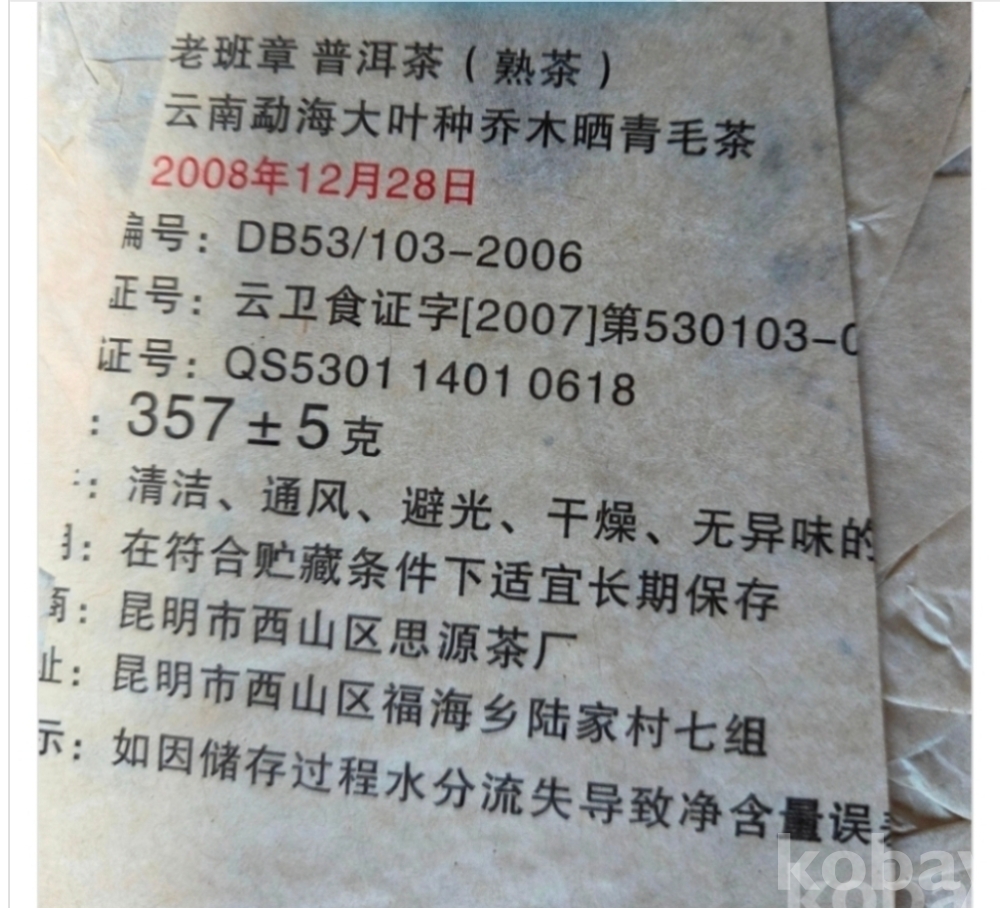 老班章 普洱茶（熟茶）
云南勐海大叶种乔木晒青毛茶
2008年12月28日
编号：DB53/103-2006
证号：云卫食证字[2007]第530103-0
证号：QS5301 1401 0618
：357±5克
：清洁、通风、避光、干燥、无异味的
：在符合贮藏条件下适宜长期保存
商：昆明市西山区思源茶厂
址：昆明市西山区福海乡陆家村七组
示：如因储存过程水分流失导致净含量误
kobay
kobay